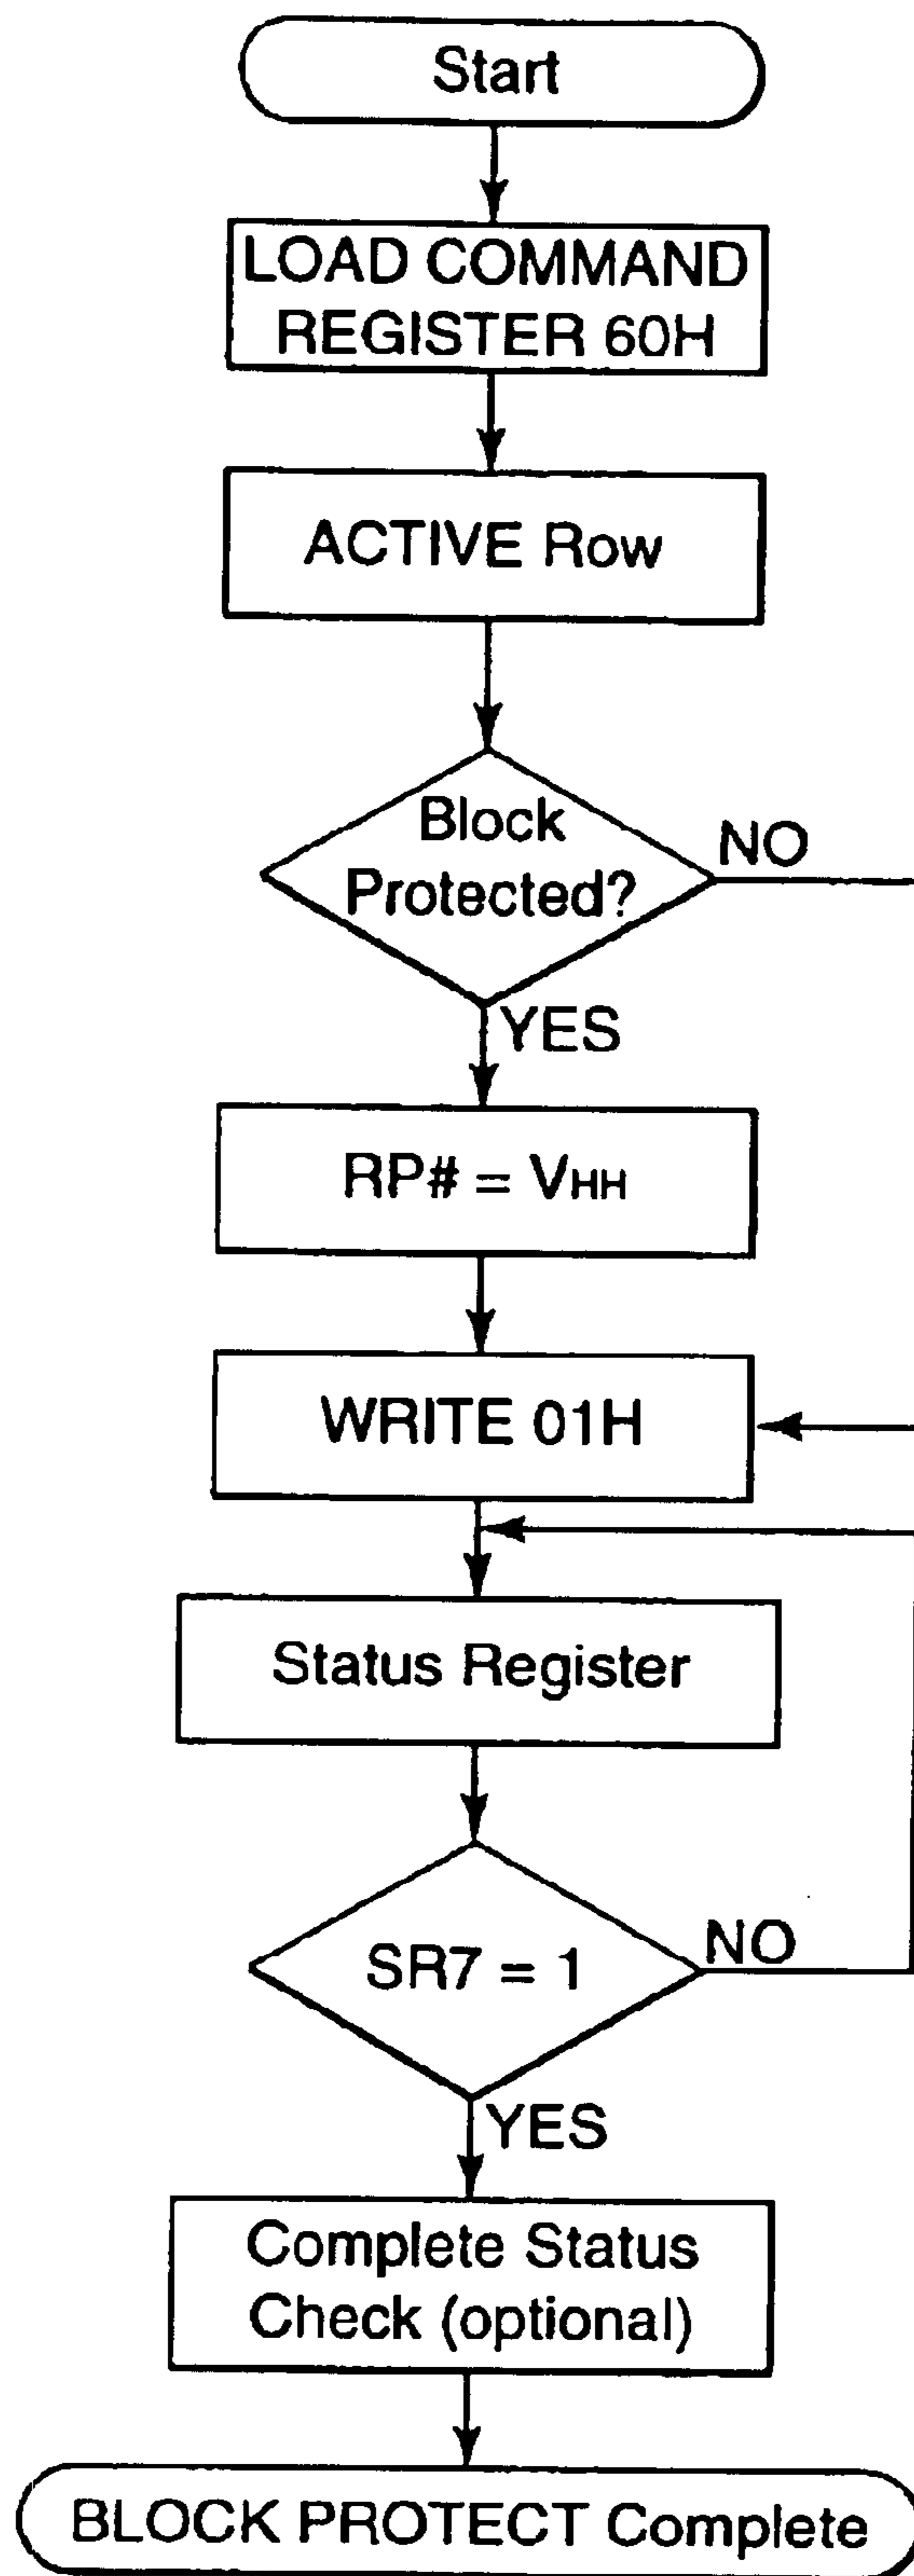 Start
LOAD COMMAND
REGISTER 60H
ACTIVE Row
Block
Protected?
NO
YES
RP# = VHH
WRITE 01H
Status Register
SR7 = 1
NO
YES
Complete Status
Check (optional)
BLOCK PROTECT Complete